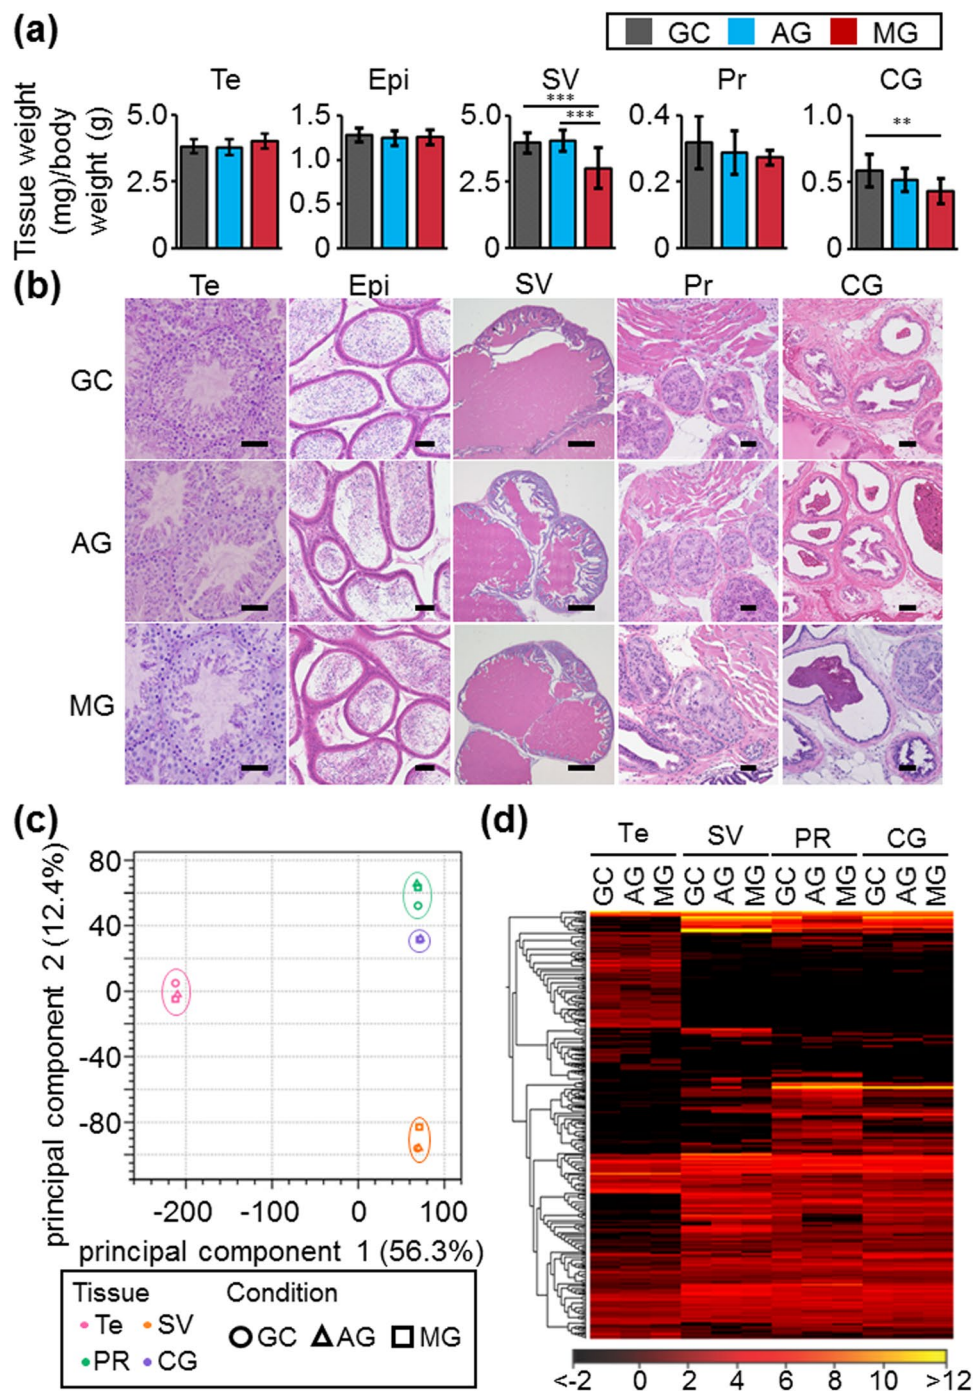 (a)
GC AG MG
Te Epi SV Pr CG
Tissue weight
(mg)/body
weight (g)
5.0
2.5
0
1.5
1.0
0.5
0
5.0
2.5
0
***
***
0.4
0.2
0
1.0
0.5
0
**
(b)
Te Epi SV Pr CG
GC
AG
MG
(c)
principal component 2 (12.4%)
80
40
0
-40
-80
-200 -100 0 100
principal component 1 (56.3%)
Tissue Condition
Te SV
PR CG
GC AG MG
(d)
Te SV PR CG
GC AG MG GC AG MG GC AG MG GC AG MG
<-2 0 2 4 6 8 10 >12